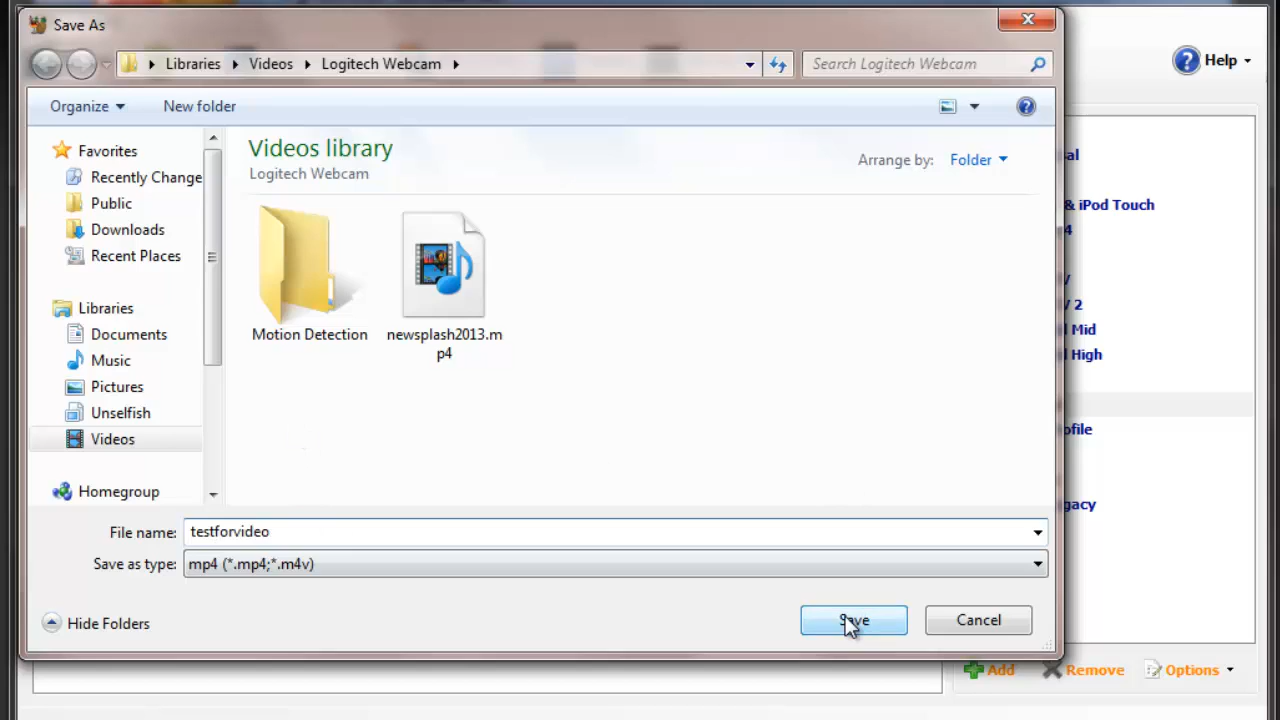 Save As
Libraries Videos Logitech Webcam
Search Logitech Webcam
Help
Organize
New folder
Favorites
Recently Change
Public
Downloads
Recent Places
Libraries
Documents
Music
Pictures
Unselfish
Videos
Homegroup
Videos library
Logitech Webcam
Arrange by: Folder
Motion Detection
newsplash2013.m
p4
& iPod Touch
4
2
Mid
High
File name: testforvideo
Save as type: mp4 (*.mp4;*.m4v)
Hide Folders
Save
Cancel
Add
Remove
Options